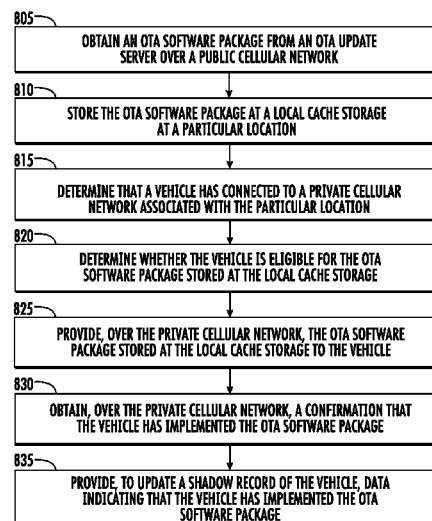 805
OBTAIN AN OTA SOFTWARE PACKAGE FROM AN OTA UPDATE
SERVER OVER A PUBLIC CELLULAR NETWORK
810
STORE THE OTA SOFTWARE PACKAGE AT A LOCAL CACHE STORAGE
AT A PARTICULAR LOCATION
815
DETERMINE THAT A VEHICLE HAS CONNECTED TO A PRIVATE CELLULAR
NETWORK ASSOCIATED WITH THE PARTICULAR LOCATION
820
DETERMINE WHETHER THE VEHICLE IS ELIGIBLE FOR THE OTA
SOFTWARE PACKAGE STORED AT THE LOCAL CACHE STORAGE
825
PROVIDE, OVER THE PRIVATE CELLULAR NETWORK, THE OTA SOFTWARE
PACKAGE STORED AT THE LOCAL CACHE STORAGE TO THE VEHICLE
830
OBTAIN, OVER THE PRIVATE CELLULAR NETWORK, A CONFIRMATION THAT
THE VEHICLE HAS IMPLEMENTED THE OTA SOFTWARE PACKAGE
835
PROVIDE, TO UPDATE A SHADOW RECORD OF THE VEHICLE, DATA
INDICATING THAT THE VEHICLE HAS IMPLEMENTED THE OTA
SOFTWARE PACKAGE